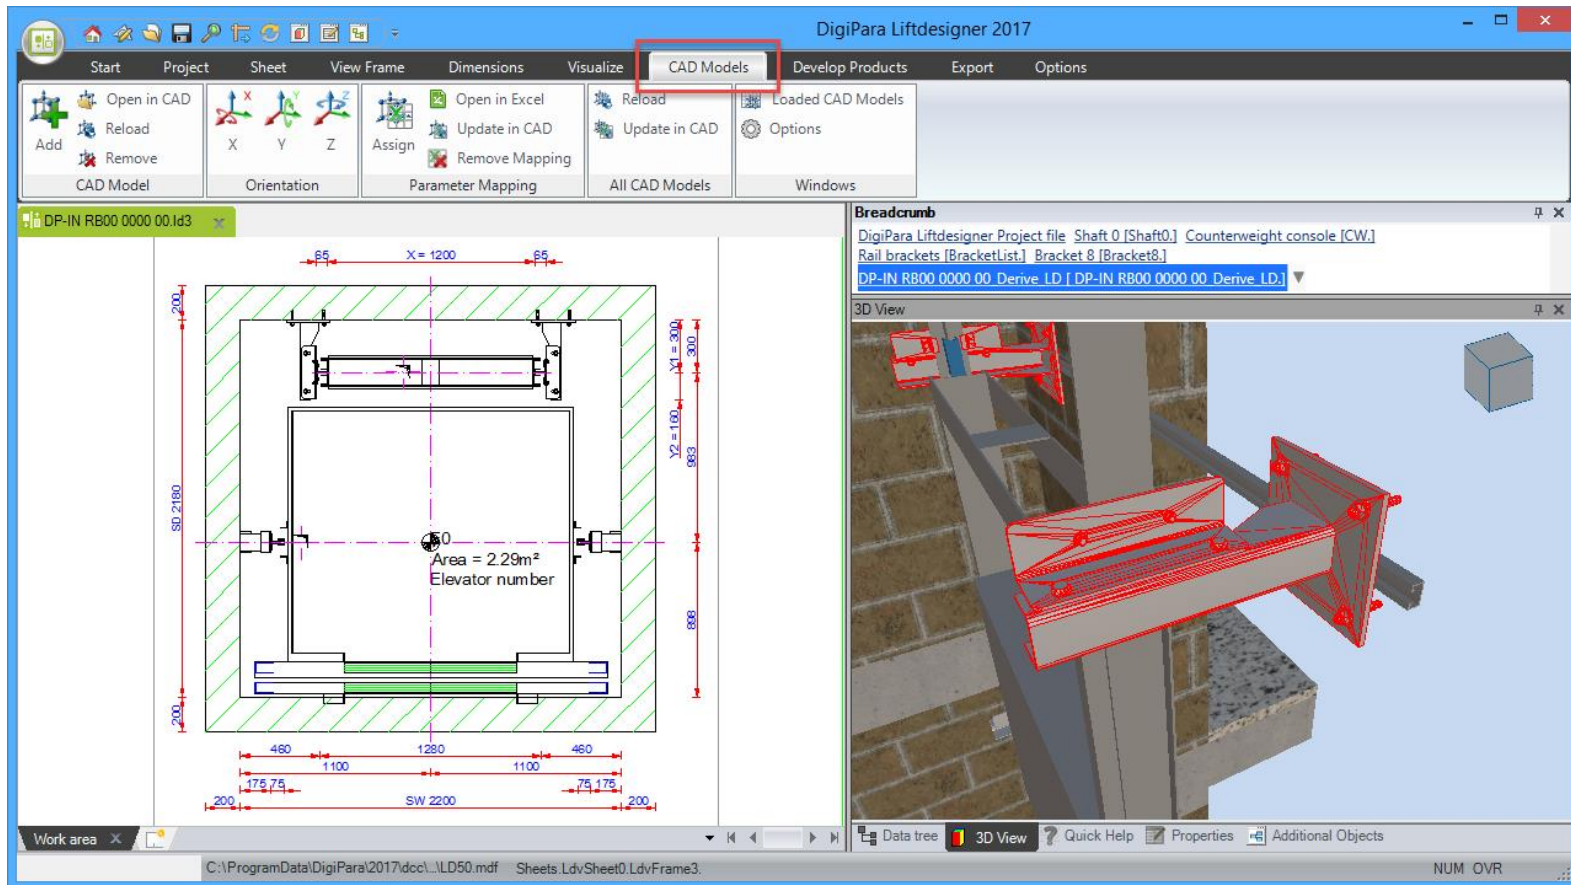 DigiPara Liftdesigner 2017
Start Project Sheet View Frame Dimensions Visualize CAD Models Develop Products Export Options
Add
Open in CAD
Reload
Remove
CAD Model
X Y Z
X Y Z
Orientation
Assign
Open in Excel
Update in CAD
Remove Mapping
Parameter Mapping
Reload
Update in CAD
All CAD Models
Loaded CAD Models
Options
Windows
DP-IN RB00 0000 00.ld3
65 X = 1200 65
200
SD 2180
200
Y1 = 300
300
Y2 = 160
983
898
E0
Area = 2.29m²
Elevator number
460 1280 460
1100 1100
175 75 75 175
200 SW 2200 200
Breadcrumb
DigiPara Liftdesigner Project file Shaft 0 [Shaft0.] Counterweight console [CW.]
Rail brackets [BracketList.] Bracket 8 [Bracket8.]
DP-IN RB00 0000 00_Derive_LD [ DP-IN RB00 0000 00_Derive_LD.]
3D View
Work area
Data tree 3D View Quick Help Properties Additional Objects
C:\ProgramData\DigiPara\2017\dcc\...\LD50.mdf Sheets.LdvSheet0.LdvFrame3.
NUM OVR